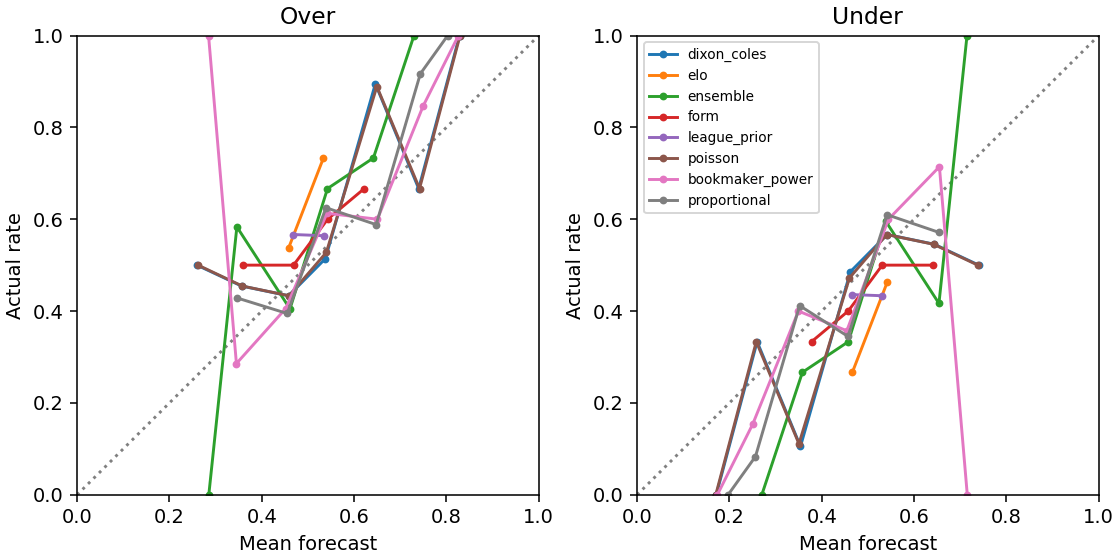 Over
Under
1.0
0.8
0.6
0.4
0.2
0.0
Actual rate
0.0
0.2
0.4
0.6
0.8
1.0
Mean forecast
1.0
0.8
0.6
0.4
0.2
0.0
Actual rate
dixon_coles
elo
ensemble
form
league_prior
poisson
bookmaker_power
proportional
0.0
0.2
0.4
0.6
0.8
1.0
Mean forecast